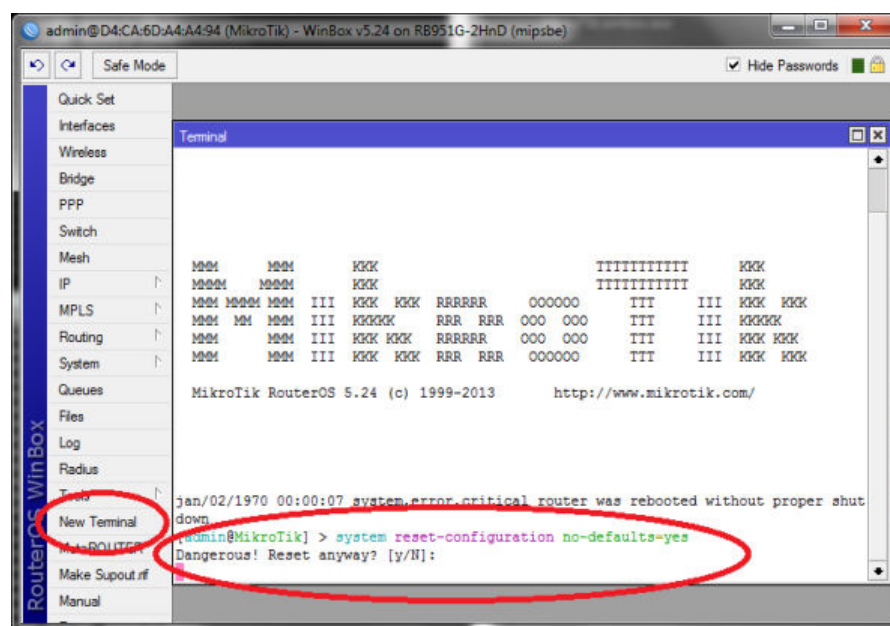 admin@D4:CA:6D:A4:A4:94 (MikroTik) - WinBox v5.24 on RB951G-2HnD (mipsbe)
Safe Mode
Hide Passwords
Quick Set
Interfaces
Wireless
Bridge
PPP
Switch
Mesh
IP
MPLS
Routing
System
Queues
Files
Log
Radius
Tools
New Terminal
MetaROUTER
Make Supout.rif
Manual
RouterOS WinBox
Terminal
MMM      MMM       KKK                          TTTTTTTTTTT      KKK
MMMM    MMMM       KKK                          TTTTTTTTTTT      KKK
MMM MMMM MMM  III  KKK  KKK  RRRRRR     OOOOOO      TTT     III  KKK  KKK
MMM  MM  MMM  III  KKKKK     RRR  RRR  OOO  OOO     TTT     III  KKKKK
MMM      MMM  III  KKK KKK   RRRRRR    OOO  OOO     TTT     III  KKK KKK
MMM      MMM  III  KKK  KKK  RRR  RRR   OOOOOO      TTT     III  KKK  KKK
MikroTik RouterOS 5.24 (c) 1999-2013       http://www.mikrotik.com/
jan/02/1970 00:00:07 system,error,critical router was rebooted without proper shut
down
[admin@MikroTik] > system reset-configuration no-defaults=yes
Dangerous! Reset anyway? [y/N]: